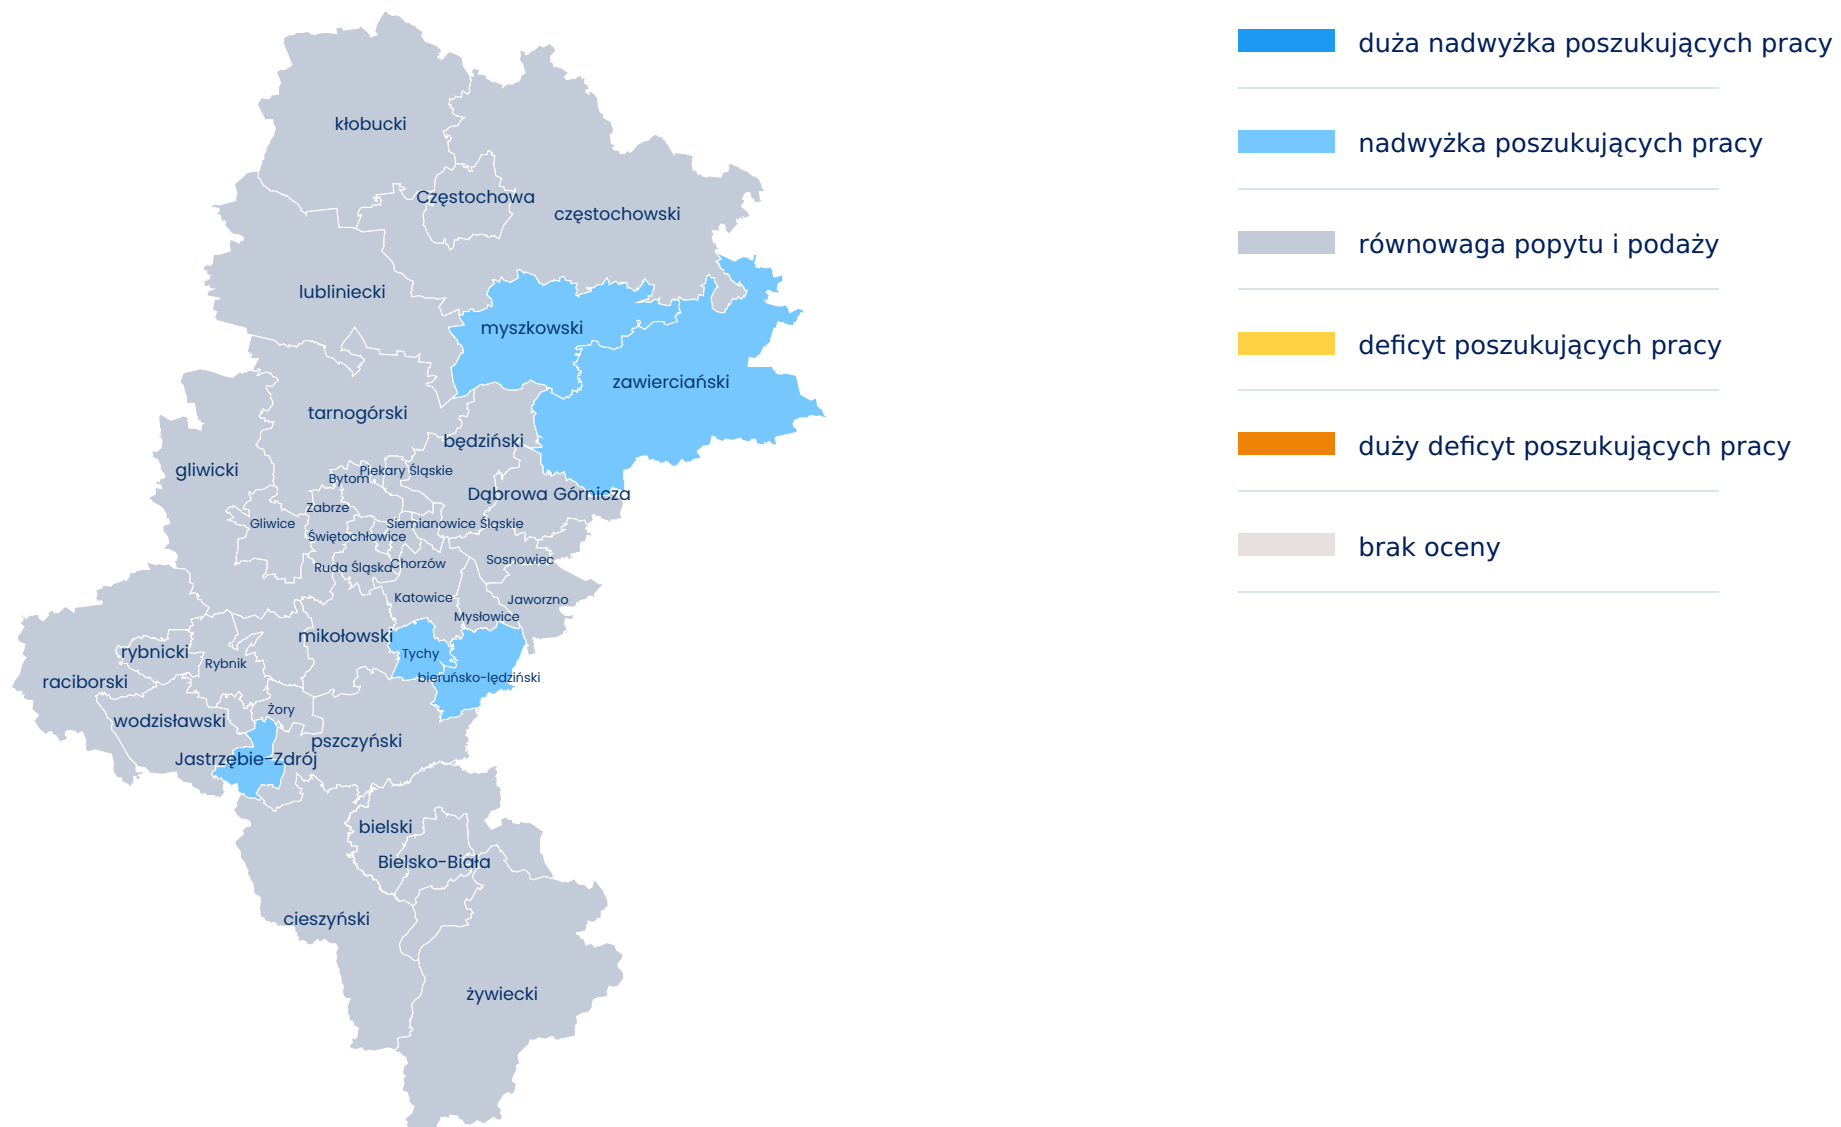 kłobucki
Częstochowa
częstochowski
lubliniecki
myszkowski
zawierciański
tarnogórski
będziński
gliwicki
Piekary Śląskie
Bytom
Dąbrowa Górnicza
Zabrze
Gliwice
Siemianowice Śląskie
Świętochłowice
Ruda Śląska
Chorzów
Sosnowiec
Katowice
Jaworzno
Mysłowice
mikołowski
rybnicki
Rybnik
Tychy
raciborski
bieruńsko-lędziński
Żory
wodzisławski
pszczyński
Jastrzębie-Zdrój
bielski
Bielsko-Biała
cieszyński
żywiecki
duża nadwyżka poszukujących pracy
nadwyżka poszukujących pracy
równowaga popytu i podaży
deficyt poszukujących pracy
duży deficyt poszukujących pracy
brak oceny